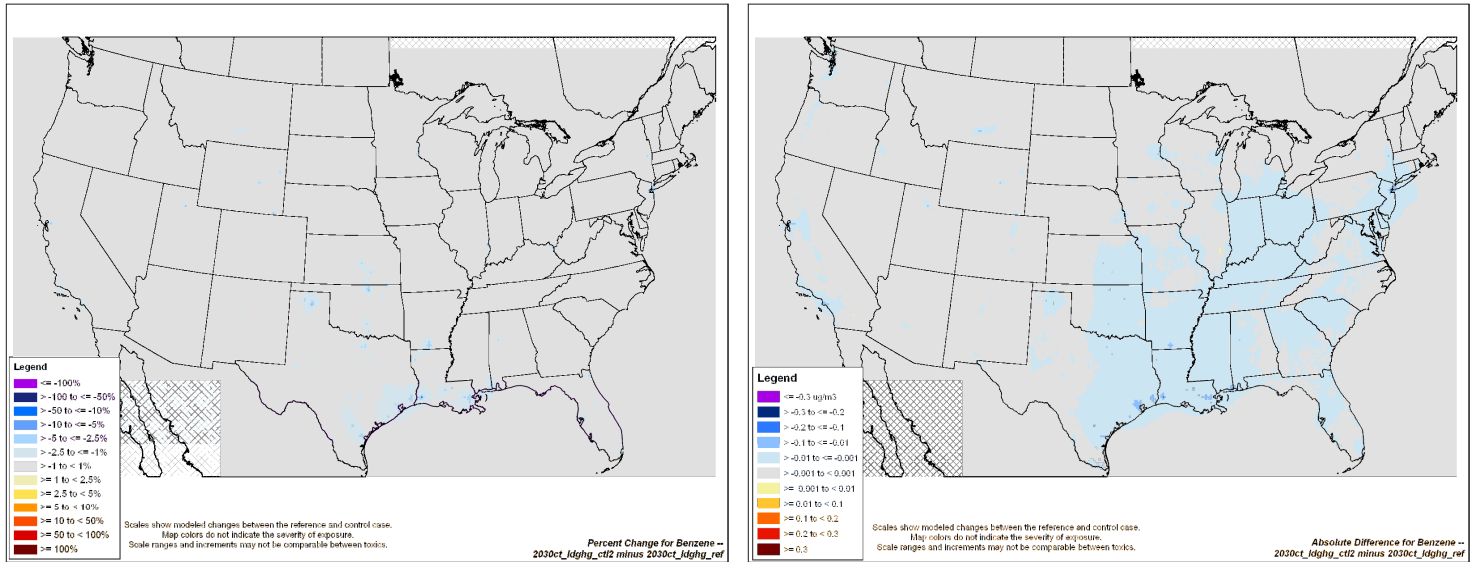 Legend
<= -100%
> -100 to <= -50%
> -50 to <= -10%
> -10 to <= -5%
> -5 to <= -2.5%
> -2.5 to <= -1%
> -1 to < 1%
>= 1 to < 2.5%
>= 2.5 to < 5%
>= 5 to < 10%
>= 10 to < 50%
>= 50 to < 100%
>= 100%
Scales show modeled changes between the reference and control case.
Map colors do not indicate the severity of exposure.
Scale ranges and increments may not be comparable between toxics.
Percent Change for Benzene --
2030ct_ldghg_ctl2 minus 2030ct_ldghg_ref
Legend
<= -0.3 ug/m3
> -0.3 to <= -0.2
> -0.2 to <= -0.1
> -0.1 to <= -0.01
> -0.01 to <= -0.001
> -0.001 to < 0.001
>= 0.001 to < 0.01
>= 0.01 to < 0.1
>= 0.1 to < 0.2
>= 0.2 to < 0.3
>= 0.3
Scales show modeled changes between the reference and control case.
Map colors do not indicate the severity of exposure.
Scale ranges and increments may not be comparable between toxics.
Absolute Difference for Benzene --
2030ct_ldghg_ctl2 minus 2030ct_ldghg_ref